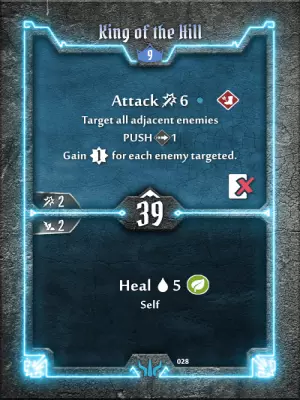 King of the Hill
9
Attack 6
Target all adjacent enemies
PUSH 1
Gain 1 for each enemy targeted.
2
39
2
Heal 5
Self
028